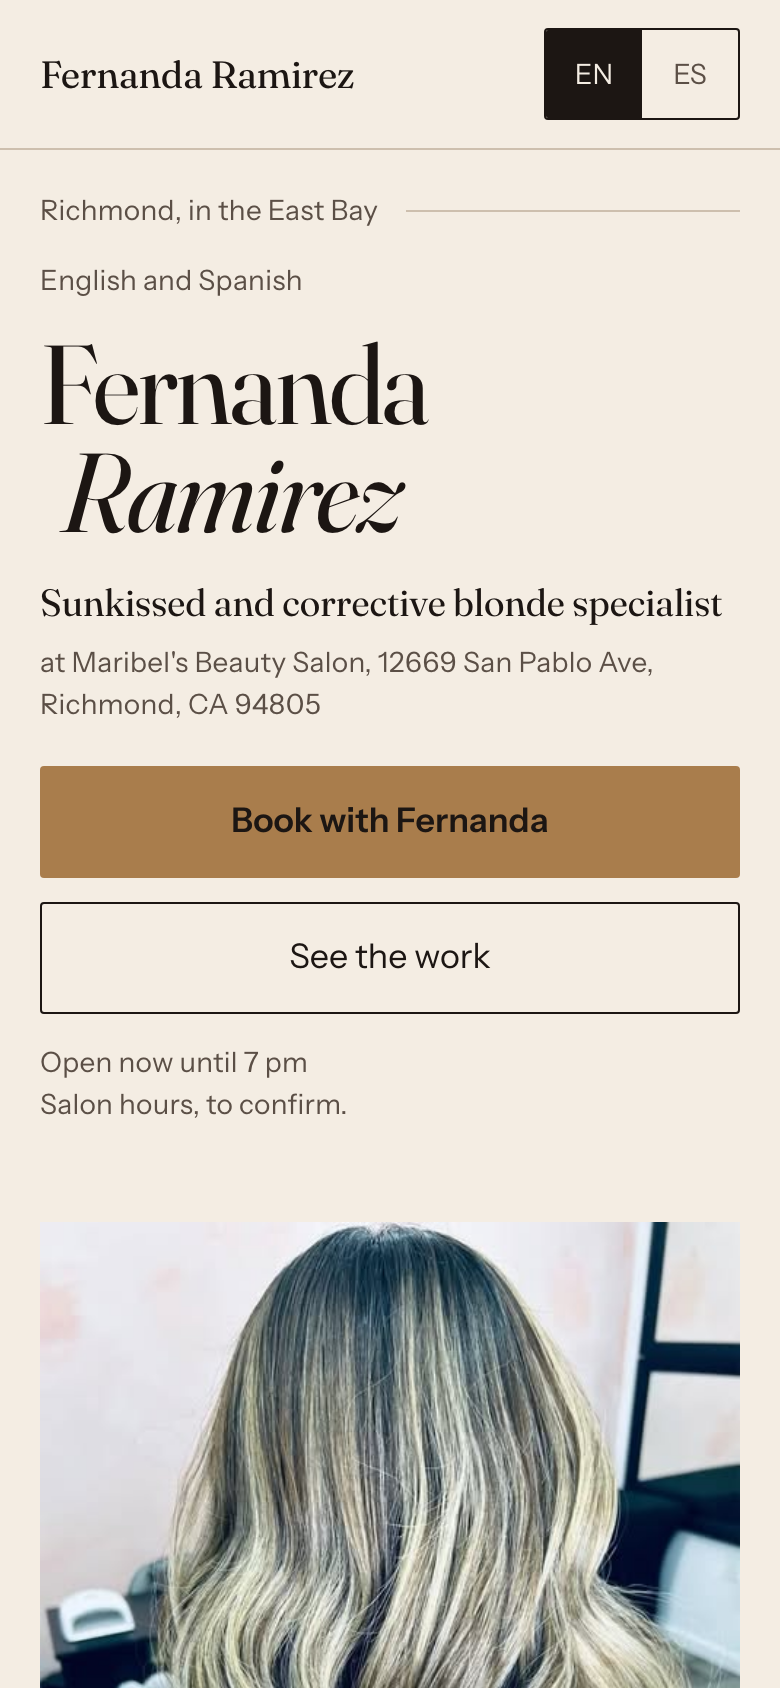 Fernanda Ramirez
EN
ES
Richmond, in the East Bay
English and Spanish
Fernanda
Ramirez
Sunkissed and corrective blonde specialist
at Maribel's Beauty Salon, 12669 San Pablo Ave,
Richmond, CA 94805
Book with Fernanda
See the work
Open now until 7 pm
Salon hours, to confirm.